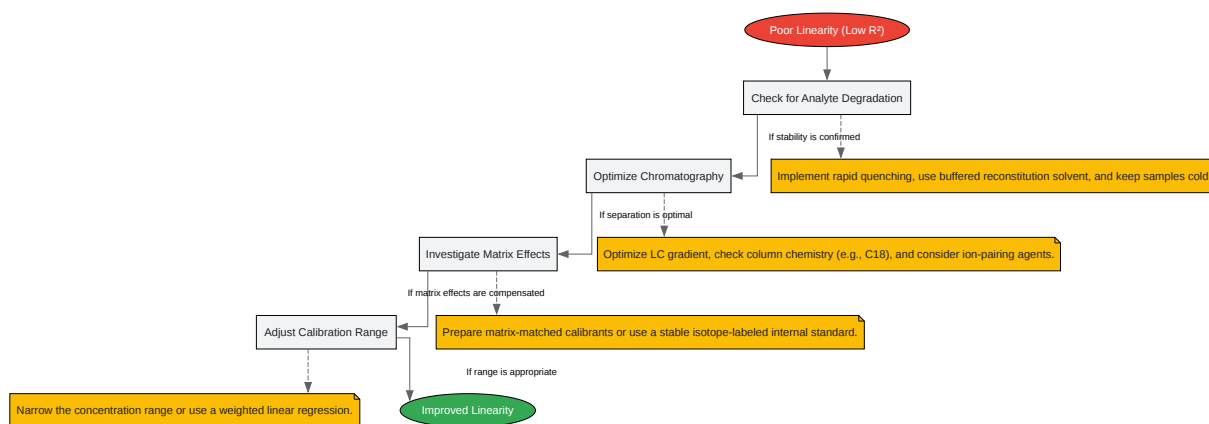 Poor Linearity (Low R²)
Check for Analyte Degradation
If stability is confirmed
Optimize Chromatography
Implement rapid quenching, use buffered reconstitution solvent, and keep samples cold
If separation is optimal
Investigate Matrix Effects
Optimize LC gradient, check column chemistry (e.g., C18), and consider ion-pairing agents.
If matrix effects are compensated
Adjust Calibration Range
Prepare matrix-matched calibrants or use a stable isotope-labeled internal standard.
If range is appropriate
Narrow the concentration range or use a weighted linear regression.
Improved Linearity